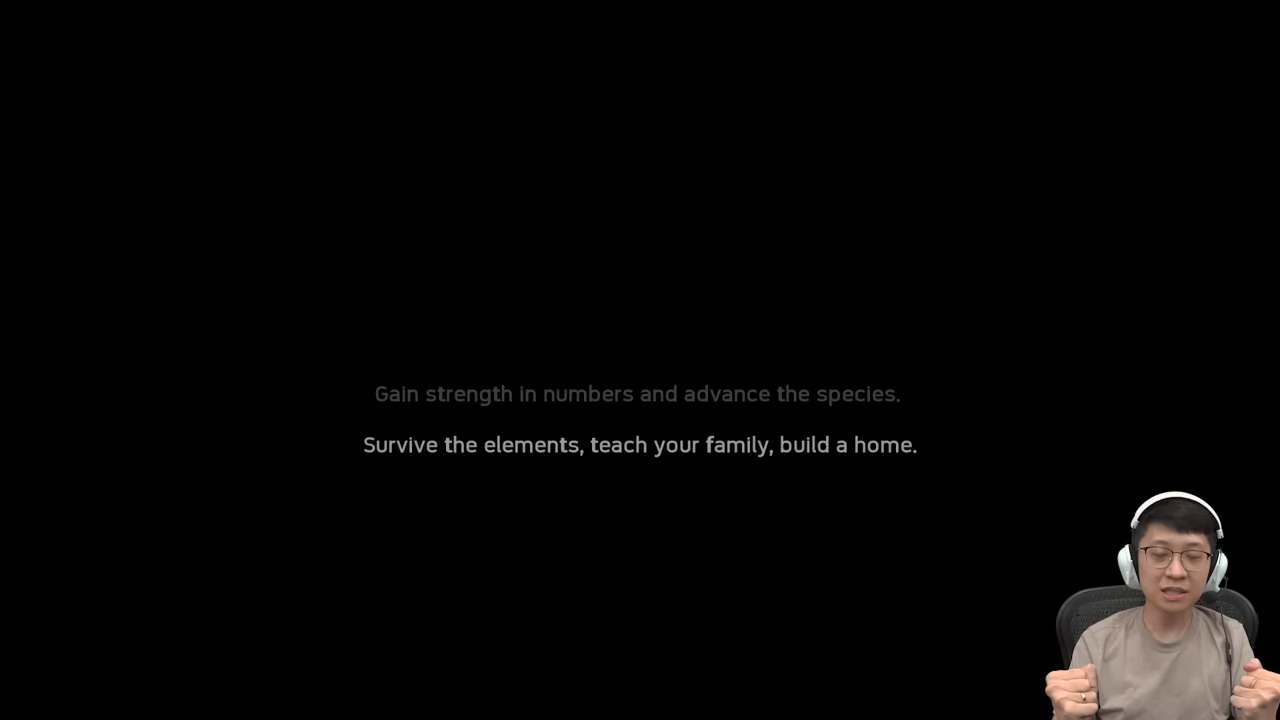 Gain strength in numbers and advance the species.
Survive the elements, teach your family, build a home.